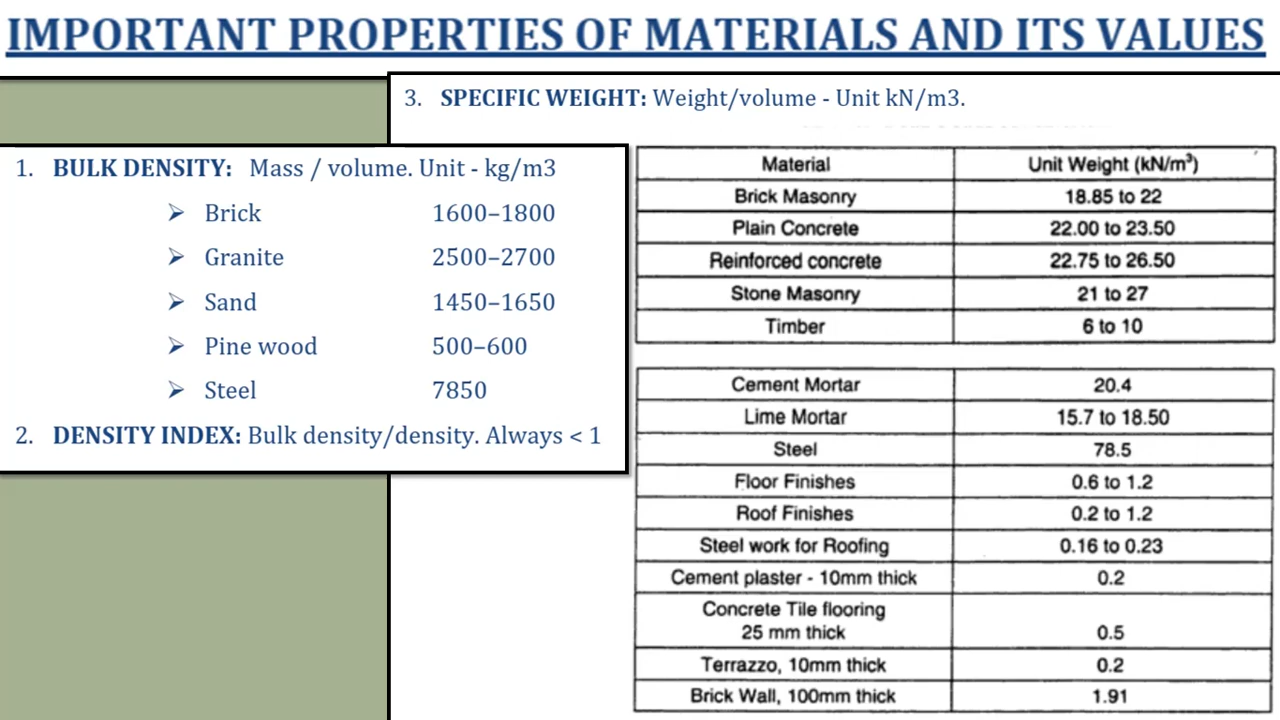 IMPORTANT PROPERTIES OF MATERIALS AND ITS VALUES
1. BULK DENSITY: Mass / volume. Unit - kg/m3
➢ Brick 1600–1800
➢ Granite 2500–2700
➢ Sand 1450–1650
➢ Pine wood 500–600
➢ Steel 7850
2. DENSITY INDEX: Bulk density/density. Always < 1
3. SPECIFIC WEIGHT: Weight/volume - Unit kN/m3.
Material Unit Weight (kN/m³)
Brick Masonry 18.85 to 22
Plain Concrete 22.00 to 23.50
Reinforced concrete 22.75 to 26.50
Stone Masonry 21 to 27
Timber 6 to 10
Cement Mortar 20.4
Lime Mortar 15.7 to 18.50
Steel 78.5
Floor Finishes 0.6 to 1.2
Roof Finishes 0.2 to 1.2
Steel work for Roofing 0.16 to 0.23
Cement plaster - 10mm thick 0.2
Concrete Tile flooring
25 mm thick 0.5
Terrazzo, 10mm thick 0.2
Brick Wall, 100mm thick 1.91